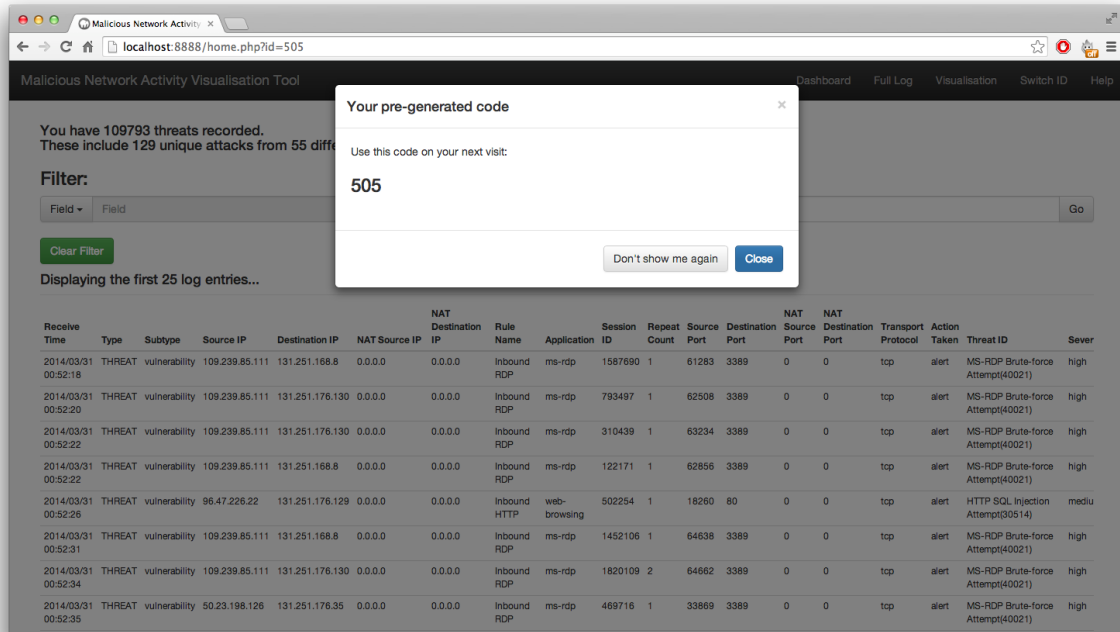 Malicious Network Activity
localhost:8888/home.php?id=505
off
Malicious Network Activity Visualisation Tool Dashboard Full Log Visualisation Switch ID Help
Your pre-generated code ×
Use this code on your next visit:
505
Don't show me again Close
You have 109793 threats recorded.
These include 129 unique attacks from 55 diffe
Filter:
Field Field Go
Clear Filter
Displaying the first 25 log entries...
Receive Time Type Subtype Source IP Destination IP NAT Source IP NAT Destination IP Rule Name Application Session ID Repeat Count Source Port Destination Port NAT Source Port NAT Destination Port Transport Protocol Action Taken Threat ID Sever
2014/03/31 THREAT vulnerability 109.239.85.111 131.251.168.8 0.0.0.0 0.0.0.0 Inbound ms-rdp 1587690 1 61283 3389 0 0 tcp alert MS-RDP Brute-force high
00:52:18 RDP Attempt(40021)
2014/03/31 THREAT vulnerability 109.239.85.111 131.251.176.130 0.0.0.0 0.0.0.0 Inbound ms-rdp 793497 1 62508 3389 0 0 tcp alert MS-RDP Brute-force high
00:52:20 RDP Attempt(40021)
2014/03/31 THREAT vulnerability 109.239.85.111 131.251.176.130 0.0.0.0 0.0.0.0 Inbound ms-rdp 310439 1 63234 3389 0 0 tcp alert MS-RDP Brute-force high
00:52:22 RDP Attempt(40021)
2014/03/31 THREAT vulnerability 109.239.85.111 131.251.168.8 0.0.0.0 0.0.0.0 Inbound ms-rdp 122171 1 62856 3389 0 0 tcp alert MS-RDP Brute-force high
00:52:22 RDP Attempt(40021)
2014/03/31 THREAT vulnerability 96.47.226.22 131.251.176.129 0.0.0.0 0.0.0.0 Inbound web- 502254 1 18260 80 0 0 tcp alert HTTP SQL Injection mediu
00:52:26 HTTP browsing Attempt(30514)
2014/03/31 THREAT vulnerability 109.239.85.111 131.251.168.8 0.0.0.0 0.0.0.0 Inbound ms-rdp 1452106 1 64638 3389 0 0 tcp alert MS-RDP Brute-force high
00:52:31 RDP Attempt(40021)
2014/03/31 THREAT vulnerability 109.239.85.111 131.251.176.130 0.0.0.0 0.0.0.0 Inbound ms-rdp 1820109 2 64662 3389 0 0 tcp alert MS-RDP Brute-force high
00:52:34 RDP Attempt(40021)
2014/03/31 THREAT vulnerability 50.23.198.126 131.251.176.35 0.0.0.0 0.0.0.0 Inbound ms-rdp 469716 1 33869 3389 0 0 tcp alert MS-RDP Brute-force high
00:52:35 RDP Attempt(40021)